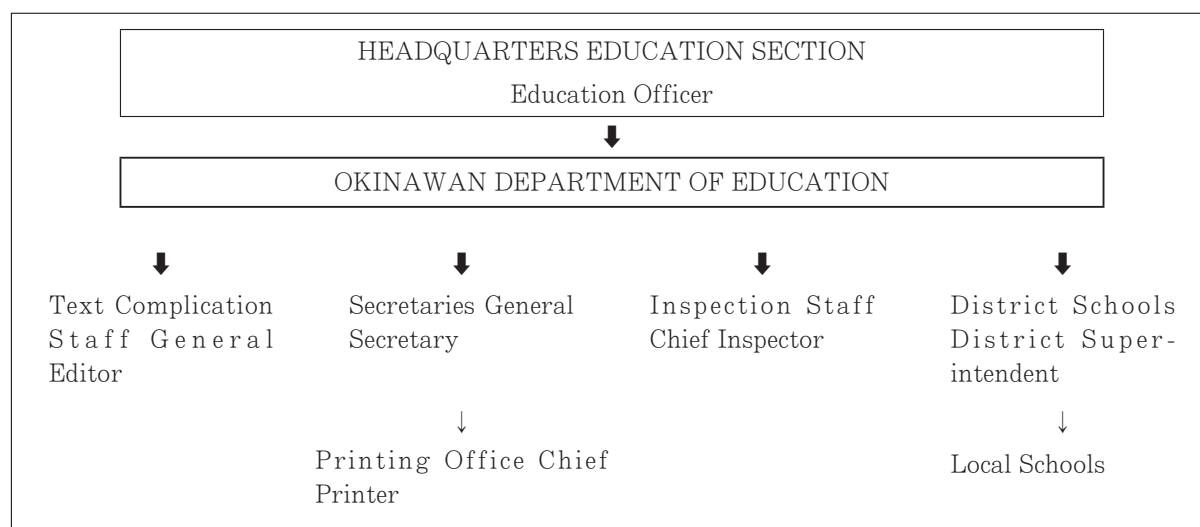 HEADQUARTERS EDUCATION SECTION
Education Officer
OKINAWAN DEPARTMENT OF EDUCATION
Text Complication
Staff General
Editor
Secretaries General
Secretary
Inspection Staff
Chief Inspector
District Schools
District Super-
intendent
Printing Office Chief
Printer
Local Schools